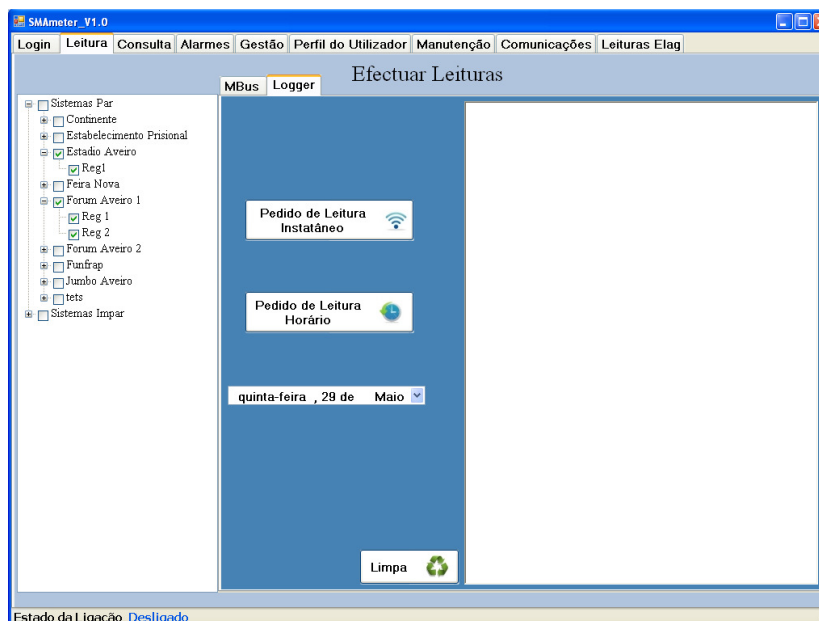 SMAmeter_V1.0
Login Leitura Consulta Alarmes Gestão Perfil do Utilizador Manutenção Comunicações Leituras Elag
Efectuar Leituras
MBus Logger
Sistemas Par
Continente
Estabelecimento Prisional
Estadio Aveiro
Reg1
Feira Nova
Forum Aveiro 1
Reg 1
Reg 2
Forum Aveiro 2
Funfrap
Jumbo Aveiro
tets
Sistemas Impar
Pedido de Leitura
Instatâneo
Pedido de Leitura
Horário
quinta-feira , 29 de Maio
Limpa
Estado da Ligação Desligado